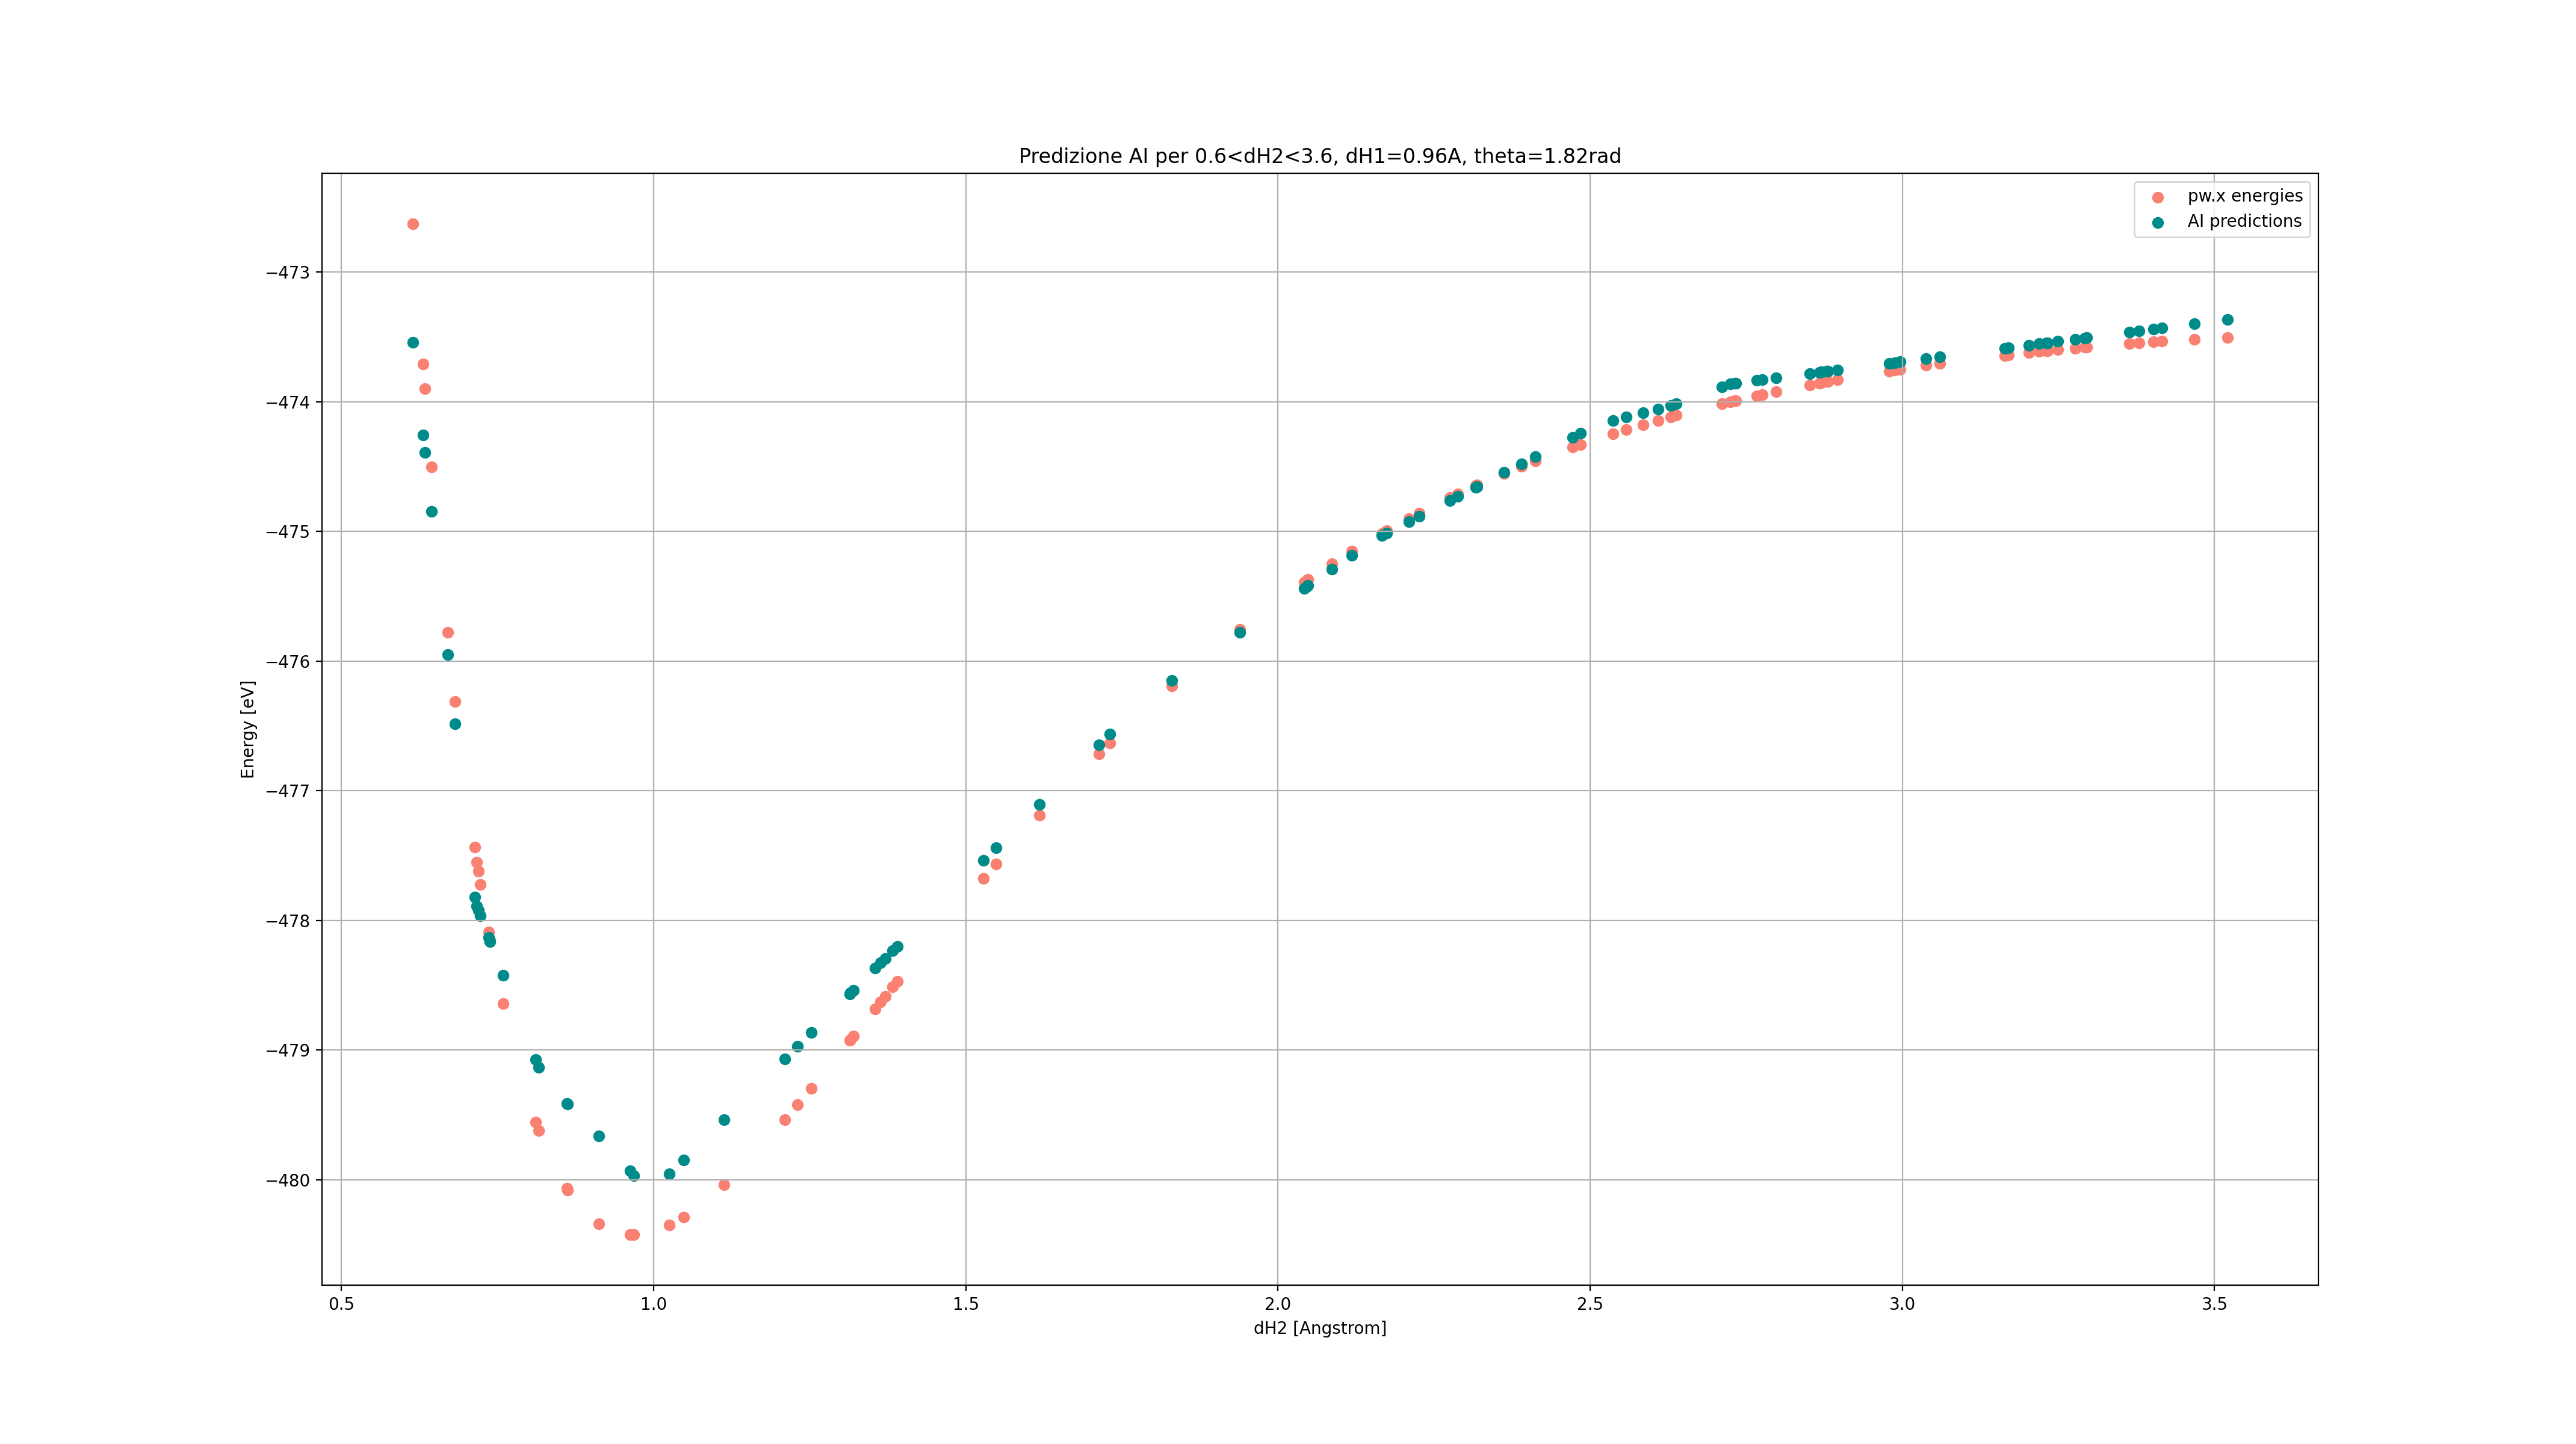 Predizione AI per 0.6<dH2<3.6, dH1=0.96A, theta=1.82rad
pw.x energies
AI predictions
−473
−474
−475
−476
−477
−478
−479
−480
Energy [eV]
0.5 1.0 1.5 2.0 2.5 3.0 3.5
dH2 [Angstrom]